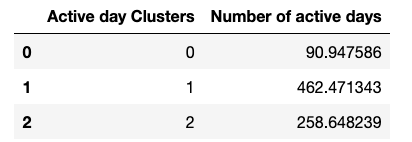 Active day Clusters Number of active days
0 0 90.947586
1 1 462.471343
2 2 258.648239